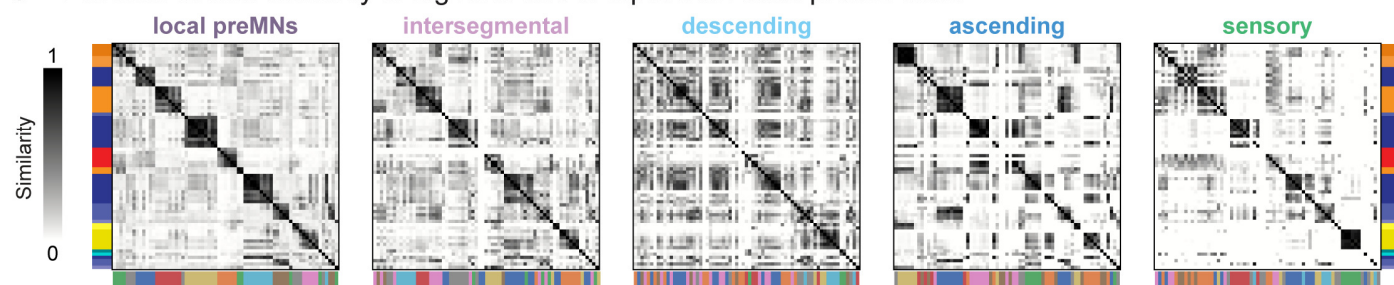 local preMNs
intersegmental
descending
ascending
sensory
1
Similarity
0